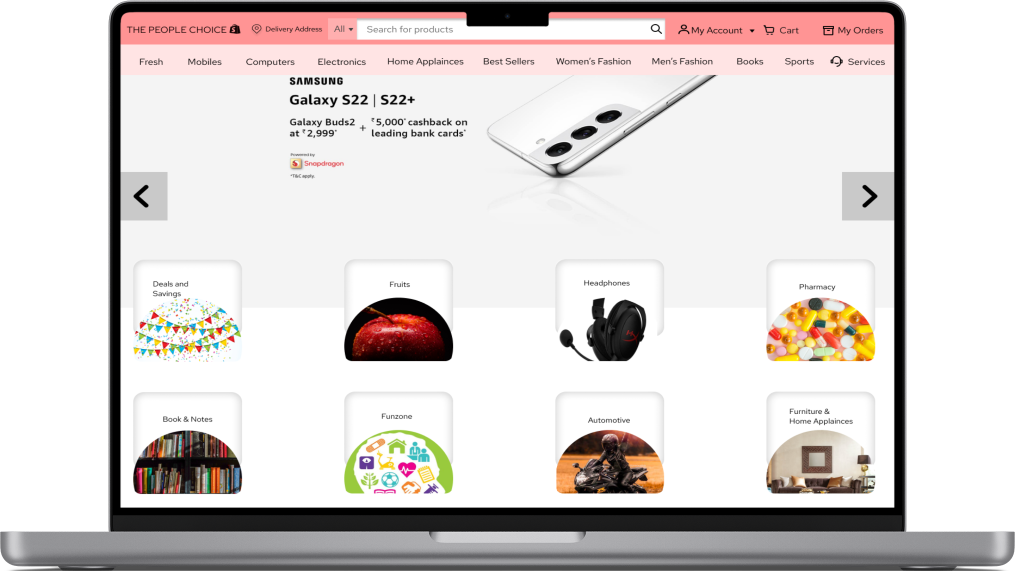 THE PEOPLE CHOICE
Delivery Address
All
Search for products
My Account
Cart
My Orders
Fresh
Mobiles
Computers
Electronics
Home Applainces
Best Sellers
Women's Fashion
Men's Fashion
Books
Sports
Services
SAMSUNG
Galaxy S22 | S22+
Galaxy Buds2
at ₹2,999*
+
₹5,000* cashback on
leading bank cards*
Powered by
Snapdragon
*T&C apply.
Deals and
Savings
Fruits
Headphones
Pharmacy
Book & Notes
Funzone
Automotive
Furniture &
Home Applainces